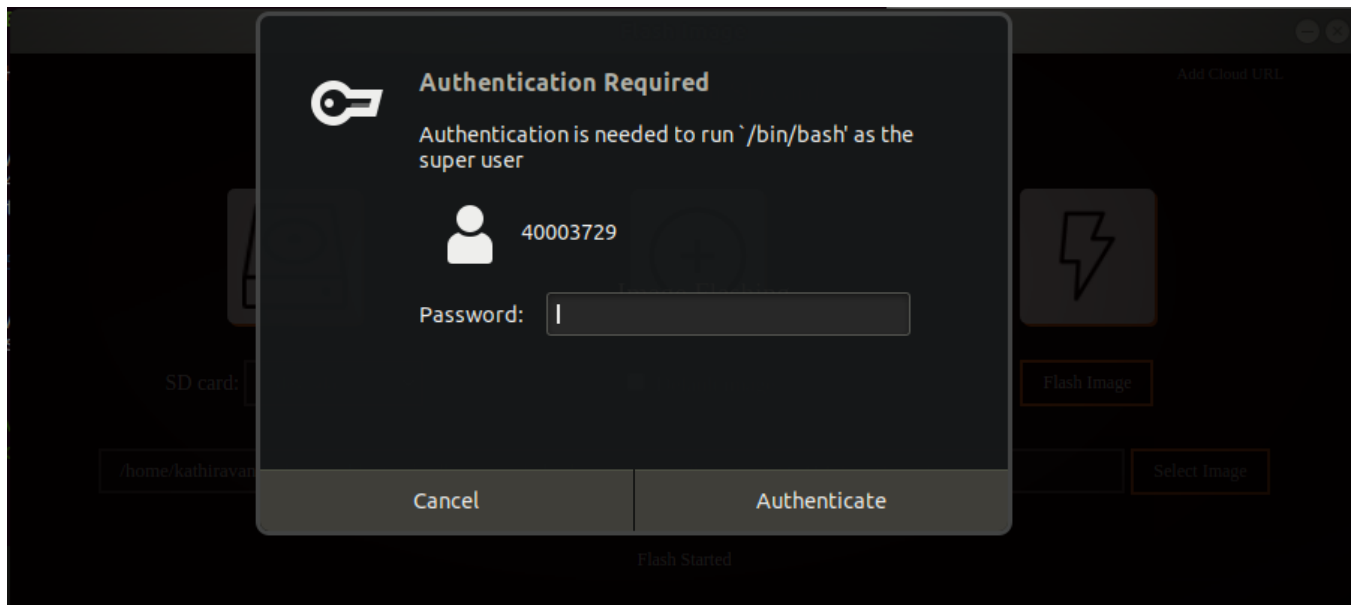 Add Cloud URL
Authentication Required
Authentication is needed to run `/bin/bash' as the
super user
40003729
Password:
SD card:
Flash Image
/home/kathiravan
Select Image
Cancel
Authenticate
Flash Started